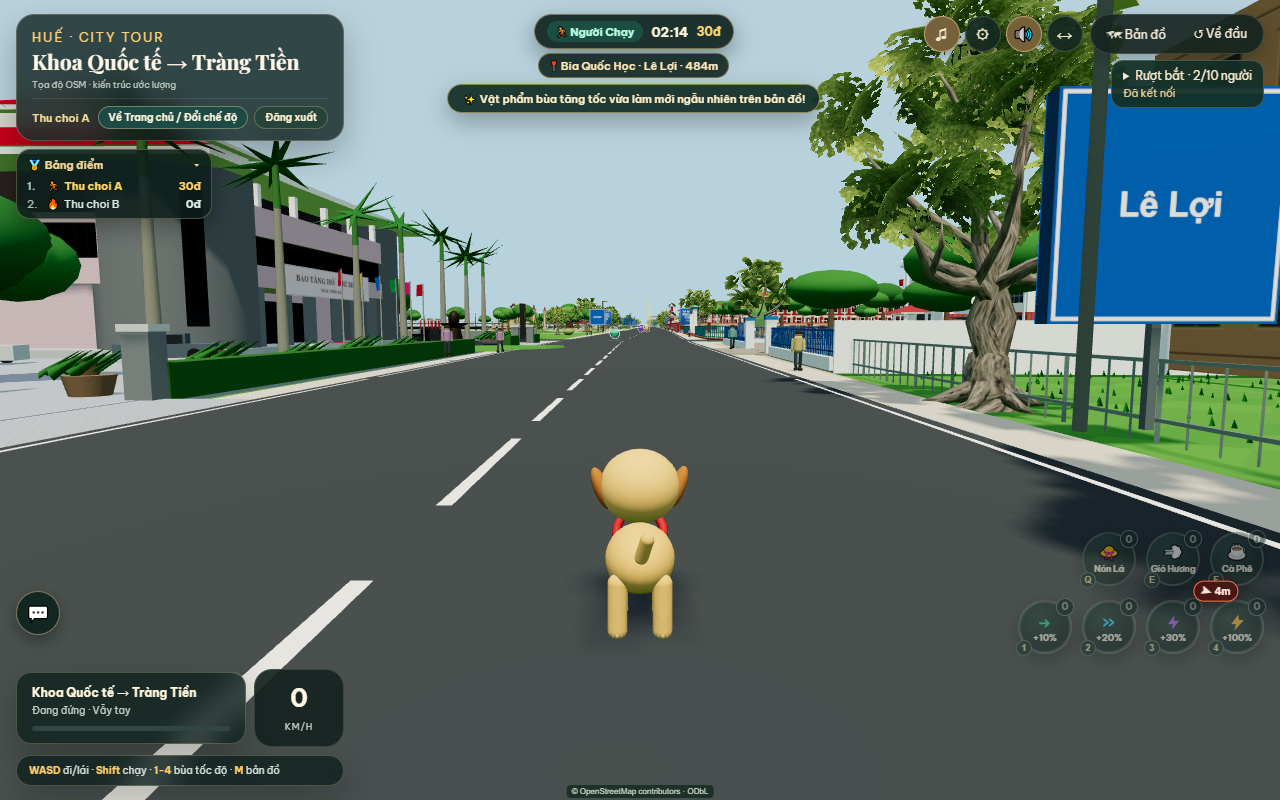 HUẾ · CITY TOUR
Khoa Quốc tế → Tràng Tiền
Tọa độ OSM · kiến trúc ước lượng
Thu choi A
Về Trang chủ / Đổi chế độ
Đăng xuất
Bảng điểm
1. Thu choi A 30đ
2. Thu choi B 0đ
Người Chạy 02:14 30đ
Bia Quốc Học · Lê Lợi · 484m
Vật phẩm bùa tăng tốc vừa làm mới ngẫu nhiên trên bản đồ!
Bản đồ
↺ Về đầu
Rượt bắt · 2/10 người
Đã kết nối
Lê Lợi
BẢO TÀNG HỒ CHÍ MINH
0 0 0
Nón Lá Gió Hương Cà Phê
Q E
4m
0 0 0 0
+10% +20% +30% +100%
1 2 3 4
Khoa Quốc tế → Tràng Tiền
Đang đứng · Vẫy tay
0
KM/H
WASD đi/lái · Shift chạy · 1-4 bùa tốc độ · M bản đồ
© OpenStreetMap contributors · ODbL